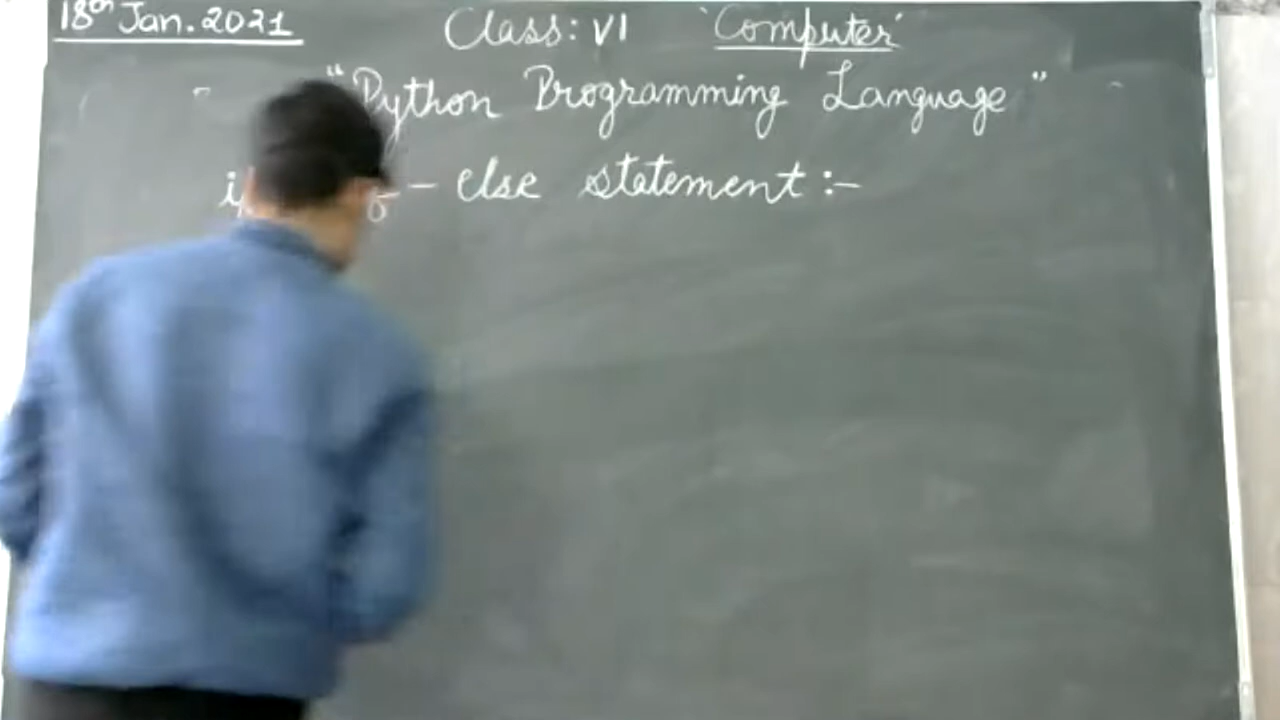 18th Jan. 2021 Class: VI 'Computer'
"Python Programming Language"
- else statement :-